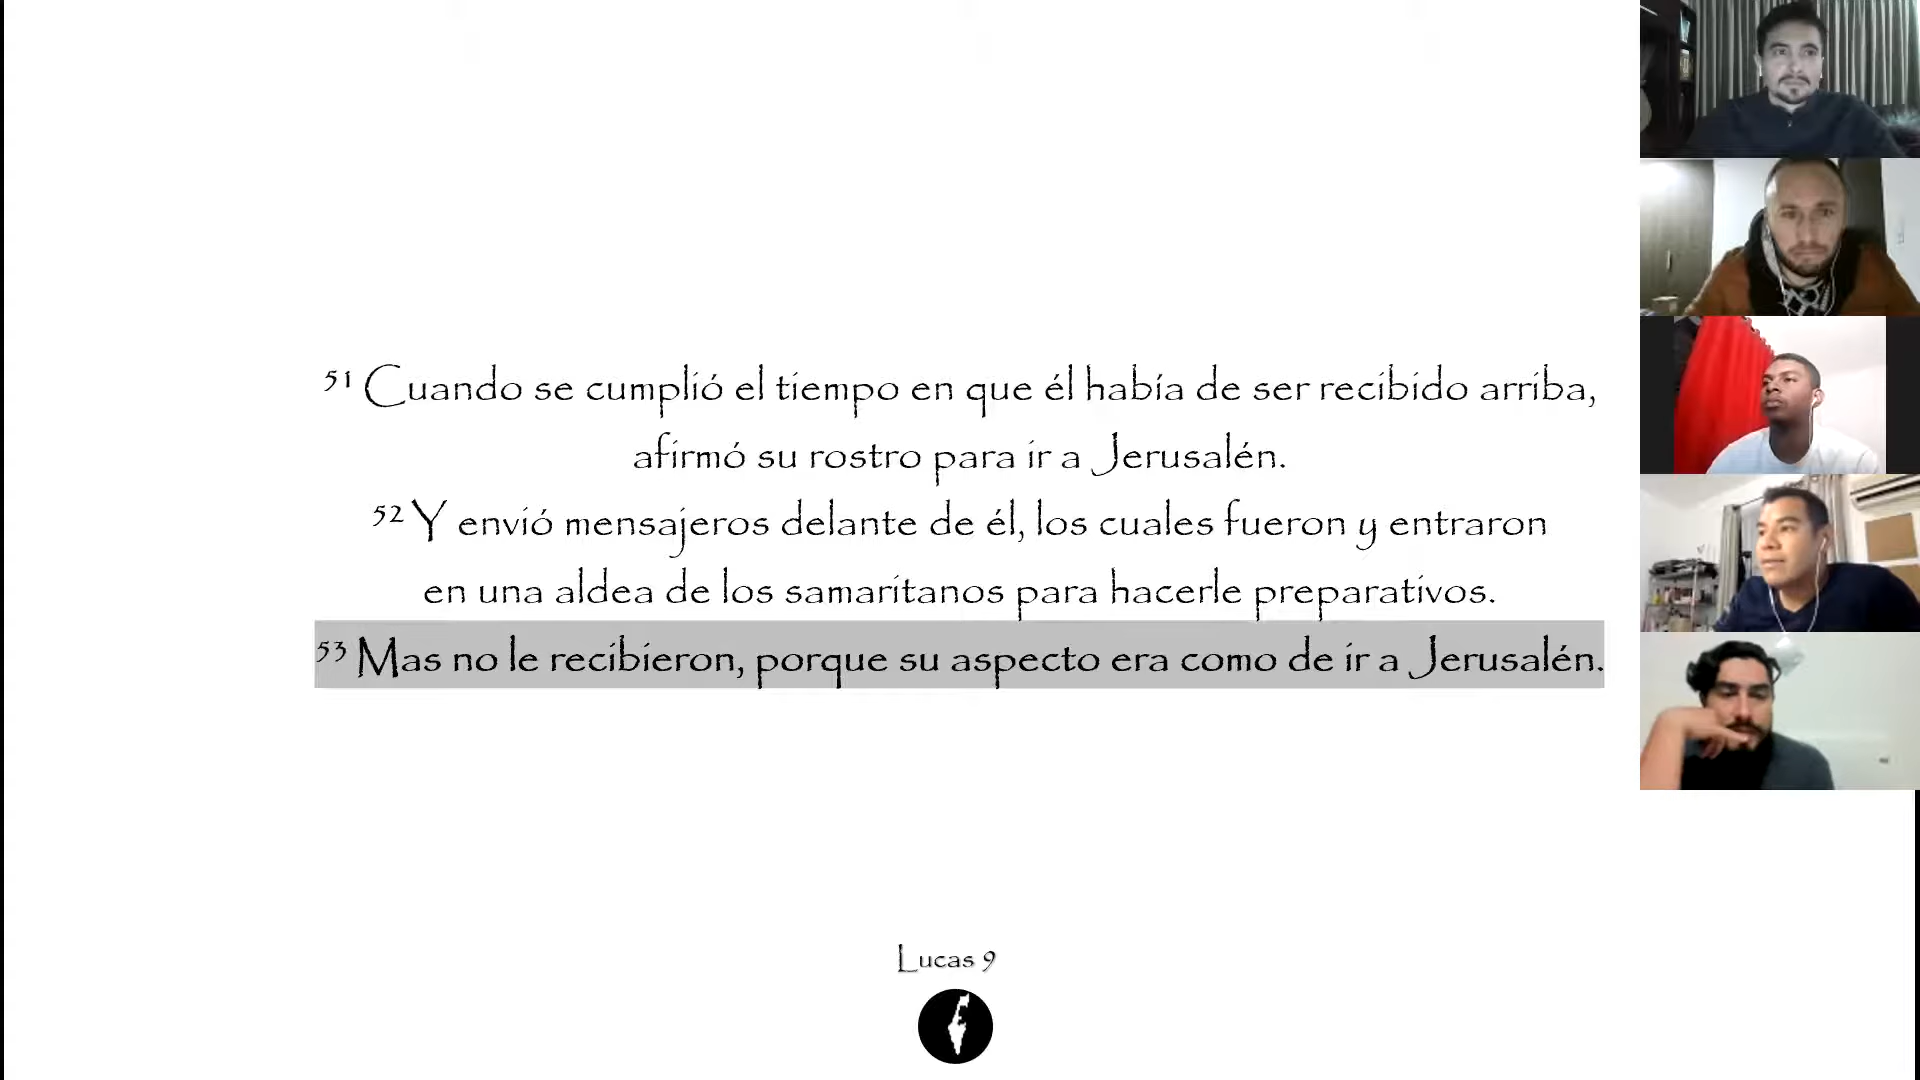 51 Cuando se cumplió el tiempo en que él había de ser recibido arriba,
afirmó su rostro para ir a Jerusalén.
52 Y envió mensajeros delante de él, los cuales fueron y entraron
en una aldea de los samaritanos para hacerle preparativos.
53 Mas no le recibieron, porque su aspecto era como de ir a Jerusalén.
Lucas 9